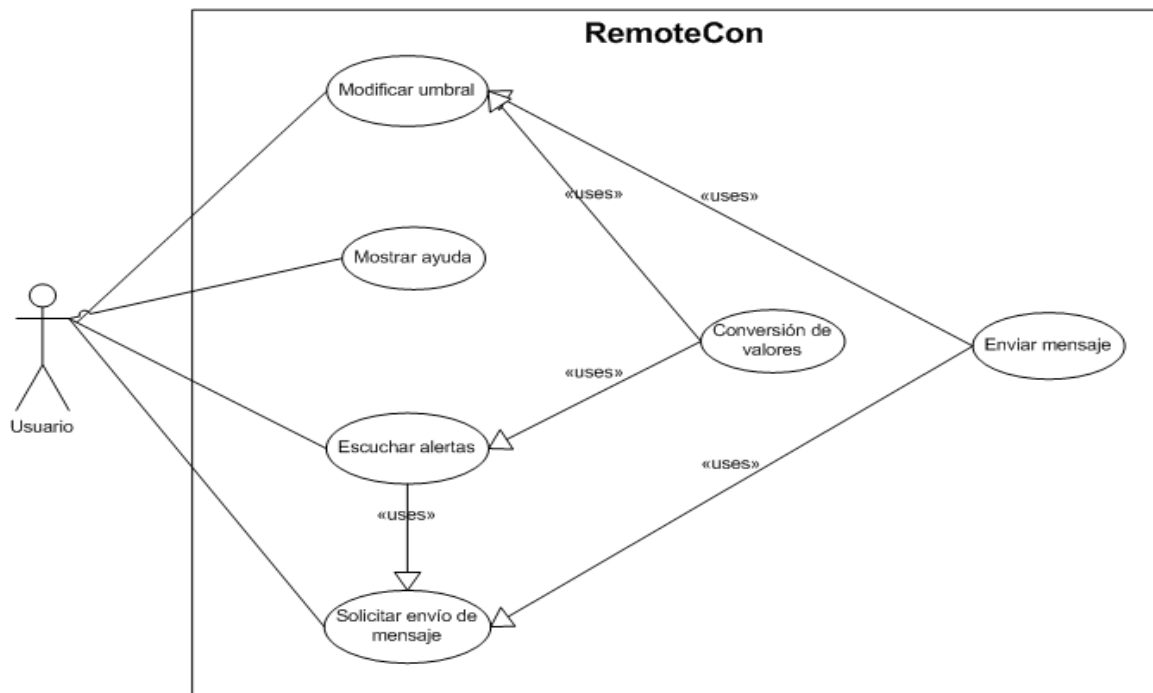 RemoteCon
Modificar umbral
«uses»
«uses»
Mostrar ayuda
Conversión de
valores
Enviar mensaje
«uses»
Usuario
Escuchar alertas
«uses»
«uses»
Solicitar envío de
mensaje